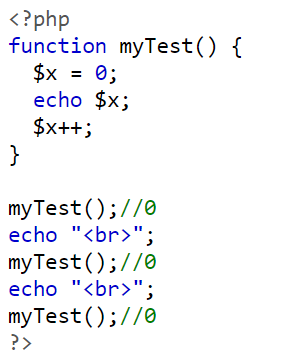 <?php
function myTest() {
  $x = 0;
  echo $x;
  $x++;
}

myTest();//0
echo "<br>";
myTest();//0
echo "<br>";
myTest();//0
?>